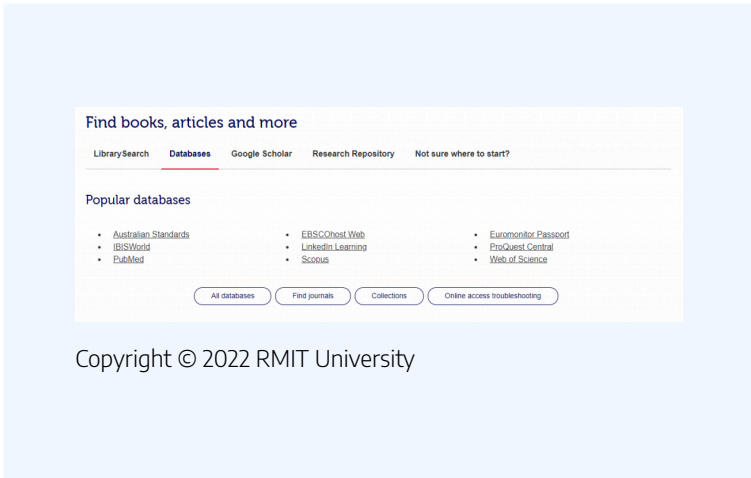 Find books, articles and more
LibrarySearch Databases Google Scholar Research Repository Not sure where to start?
Popular databases
• Australian Standards • EBSCOhost Web • Euromonitor Passport
• IBISWorld • LinkedIn Learning • ProQuest Central
• PubMed • Scopus • Web of Science
All databases Find journals Collections Online access troubleshooting
Copyright © 2022 RMIT University